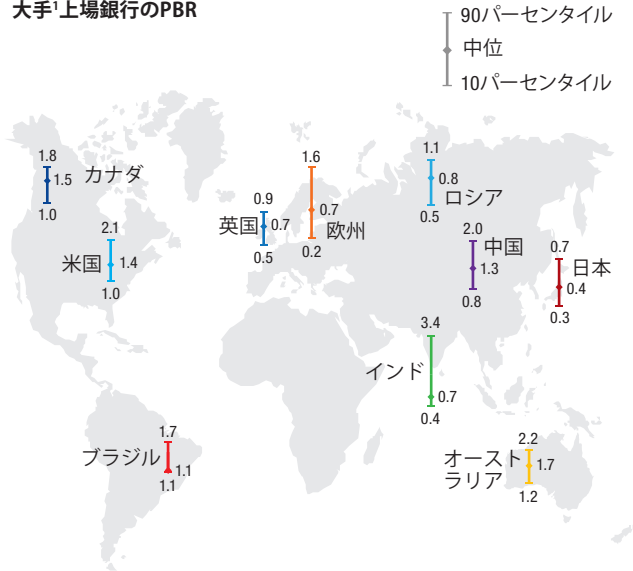 大手¹上場銀行のPBR
90パーセンタイル
中位
10パーセンタイル
1.8
1.5
カナダ
1.0
2.1
米国
1.4
1.0
0.9
英国
0.7
0.5
1.6
0.7
欧州
0.2
1.1
0.8
ロシア
0.5
2.0
中国
1.3
0.8
0.7
日本
0.4
0.3
3.4
インド
0.7
0.4
1.7
ブラジル
1.1
1.1
2.2
オースト
ラリア
1.7
1.2